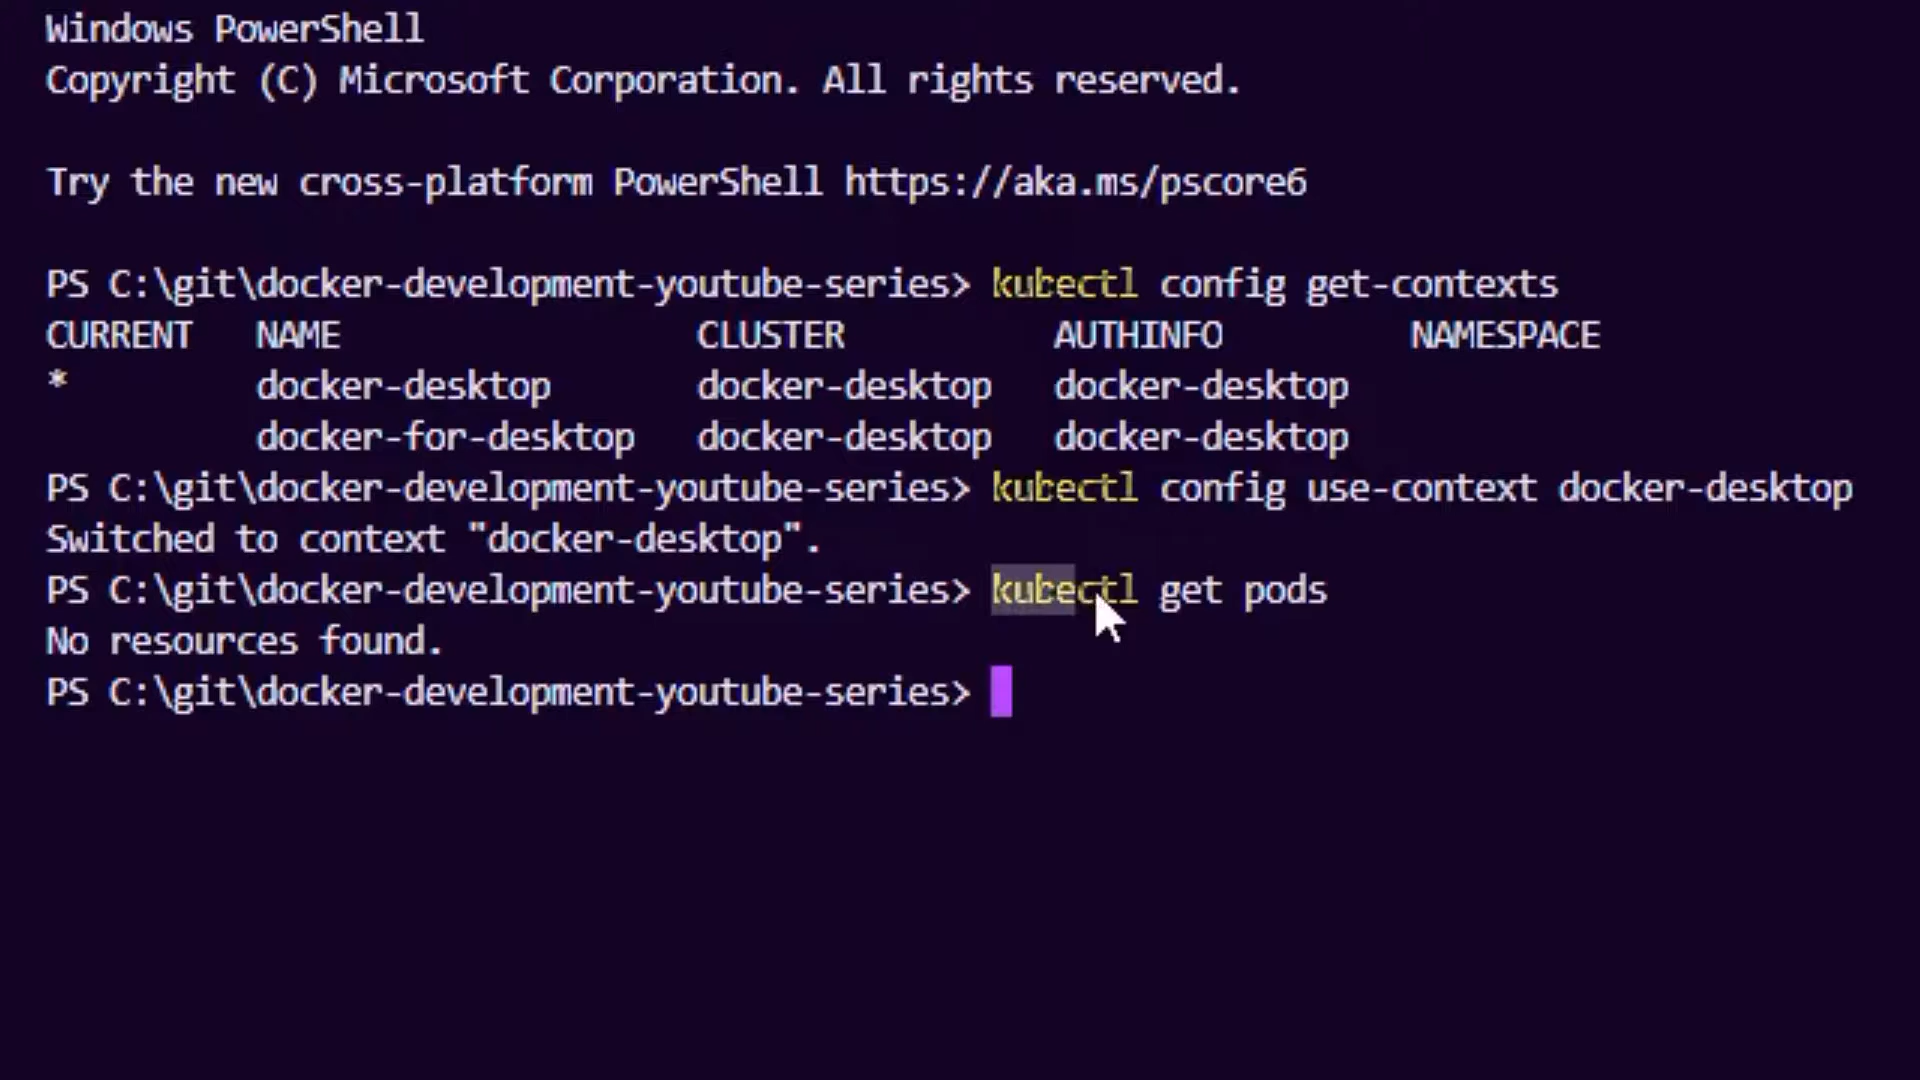 Windows PowerShell
Copyright (C) Microsoft Corporation. All rights reserved.
Try the new cross-platform PowerShell https://aka.ms/pscore6
PS C:\git\docker-development-youtube-series> kubectl config get-contexts
CURRENT   NAME                 CLUSTER          AUTHINFO         NAMESPACE
*         docker-desktop       docker-desktop   docker-desktop
          docker-for-desktop   docker-desktop   docker-desktop
PS C:\git\docker-development-youtube-series> kubectl config use-context docker-desktop
Switched to context "docker-desktop".
PS C:\git\docker-development-youtube-series> kubectl get pods
No resources found.
PS C:\git\docker-development-youtube-series>